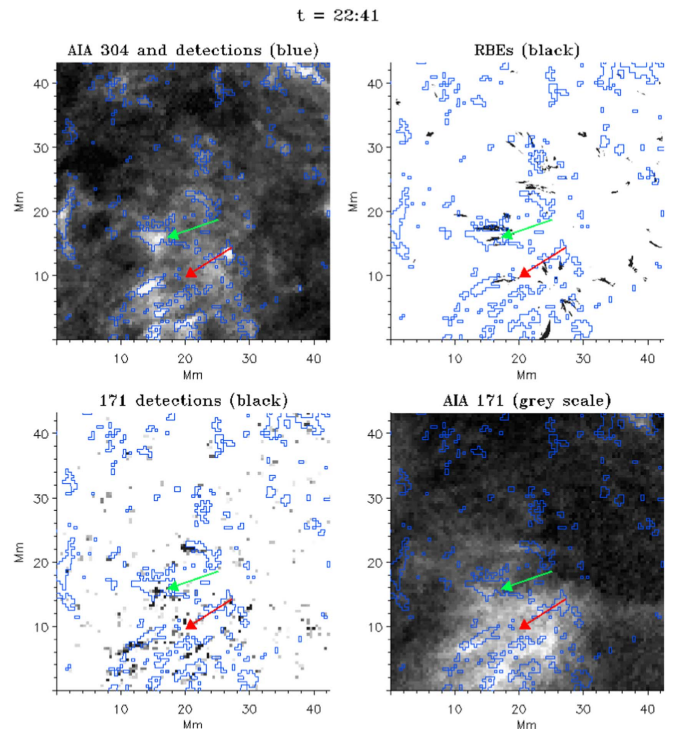 t = 22:41
AIA 304 and detections (blue)
RBEs (black)
40
30
20
10
Mm
10 20 30 40
Mm
40
30
20
10
Mm
10 20 30 40
Mm
171 detections (black)
AIA 171 (grey scale)
40
30
20
10
Mm
10 20 30 40
Mm
40
30
20
10
Mm
10 20 30 40
Mm